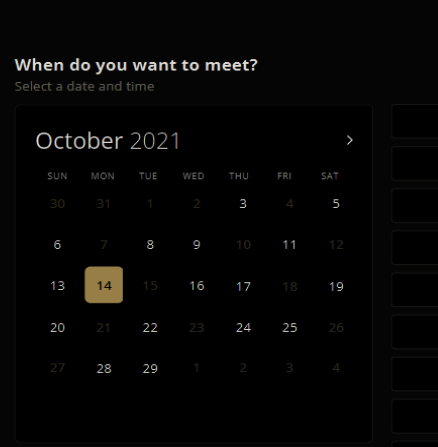 When do you want to meet?
Select a date and time
October 2021 >
SUN MON TUE WED THU FRI SAT
30 31 1 2 3 4 5
6 7 8 9 10 11 12
13 14 15 16 17 18 19
20 21 22 23 24 25 26
27 28 29 1 2 3 4